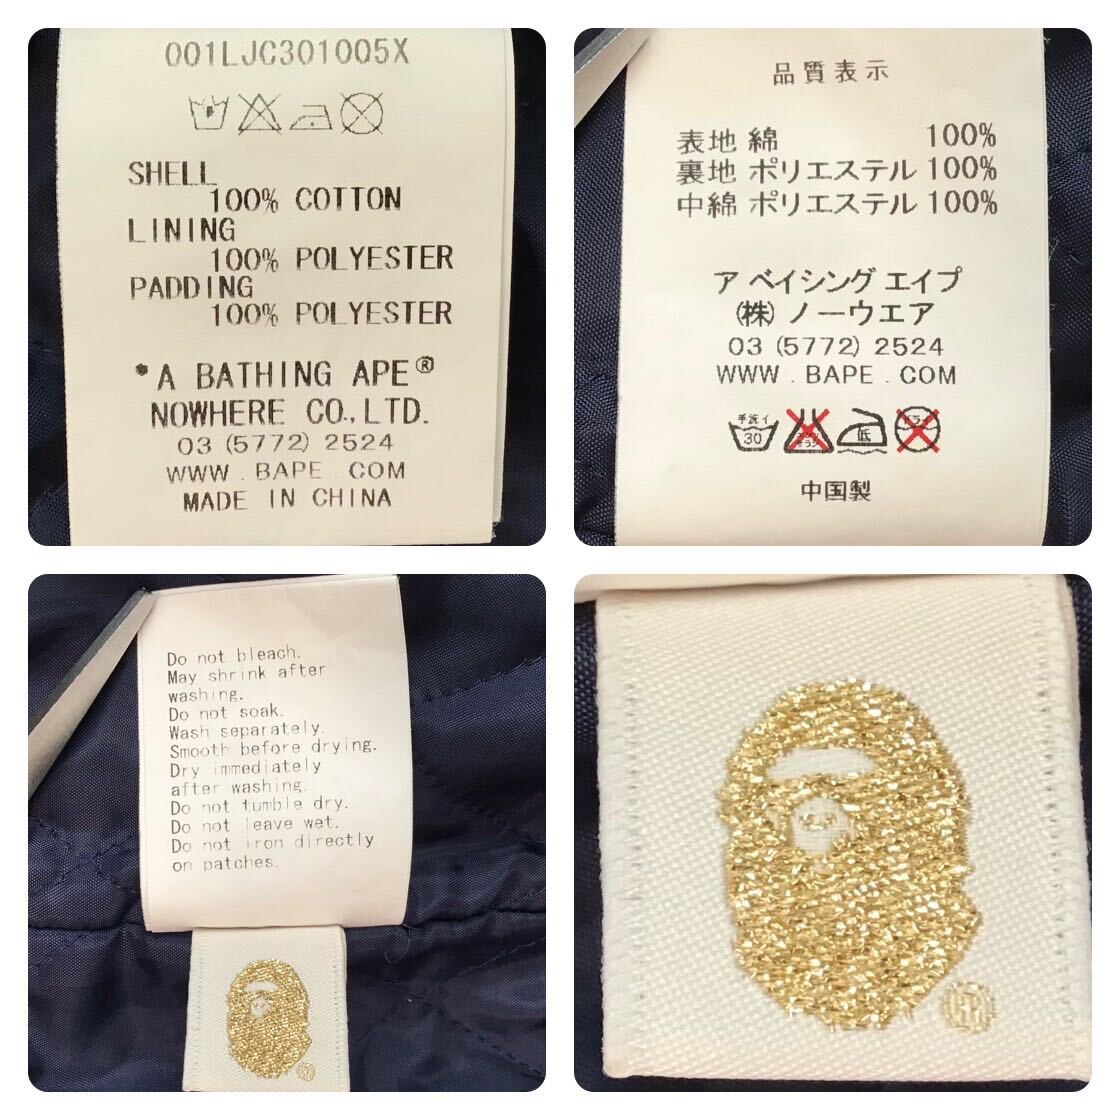 001LJC301005X
SHELL
100% COTTON
LINING
100% POLYESTER
PADDING
100% POLYESTER
*A BATHING APE®
NOWHERE CO., LTD.
03 (5772) 2524
WWW . BAPE . COM
MADE IN CHINA
品質表示
表地 綿 100%
裏地 ポリエステル 100%
中綿 ポリエステル 100%
ア ベイシング エイプ
(株) ノーウエア
03 (5772) 2524
WWW . BAPE . COM
手洗イ
30
低
中国製
Do not bleach.
May shrink after
washing.
Do not soak.
Wash separately.
Smooth before drying.
Dry immediately
after washing.
Do not tumble dry.
Do not leave wet.
Do not iron directly
on patches.